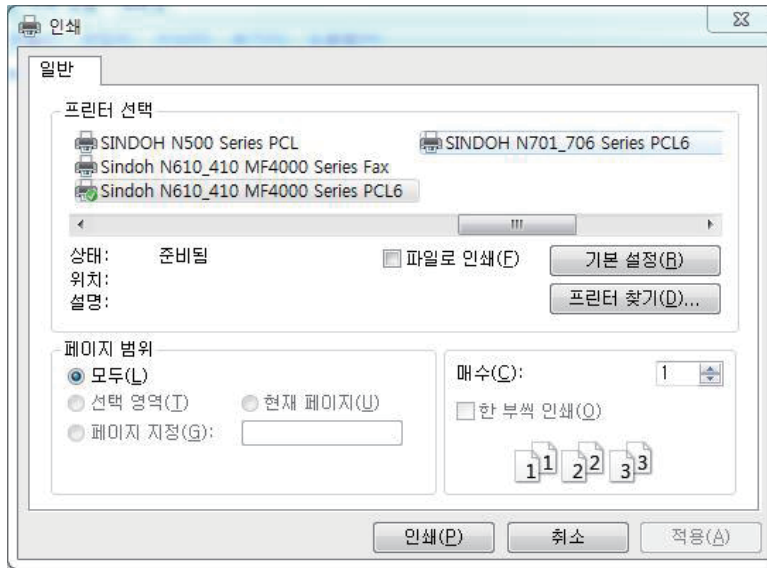 인쇄
일반
프린터 선택
SINDOH N500 Series PCL
SINDOH N701_706 Series PCL6
Sindoh N610_410 MF4000 Series Fax
Sindoh N610_410 MF4000 Series PCL6
상태: 준비됨
파일로 인쇄(F)
기본 설정(R)
위치:
설명:
프린터 찾기(D)...
페이지 범위
모두(L)
매수(C): 1
선택 영역(T)
현재 페이지(U)
한 부씩 인쇄(O)
페이지 지정(G):
1 1 2 2 3 3
인쇄(P)
취소
적용(A)